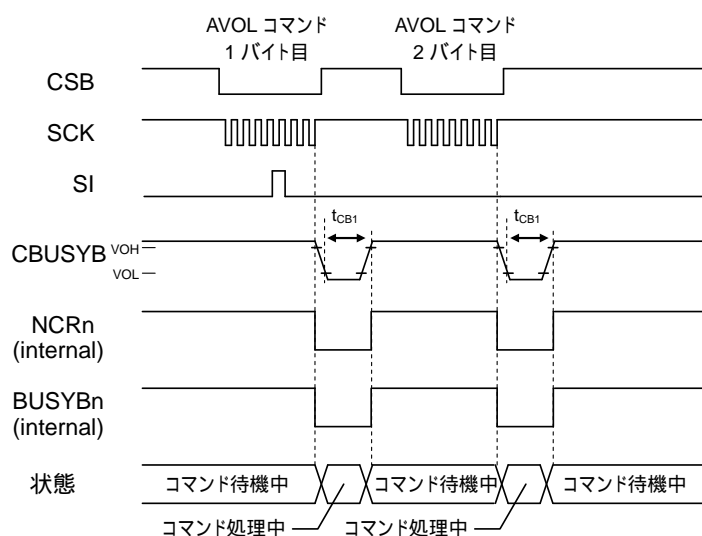 AVOL コマンド
1 バイト目
AVOL コマンド
2 バイト目
CSB
SCK
SI
tCB1
tCB1
CBUSYB
VOH
VOL
NCRn
(internal)
BUSYBn
(internal)
状態
コマンド待機中
コマンド待機中
コマンド待機中
コマンド処理中
コマンド処理中